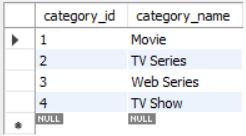 category_id category_name
1 Movie
2 TV Series
3 Web Series
4 TV Show
NULL NULL